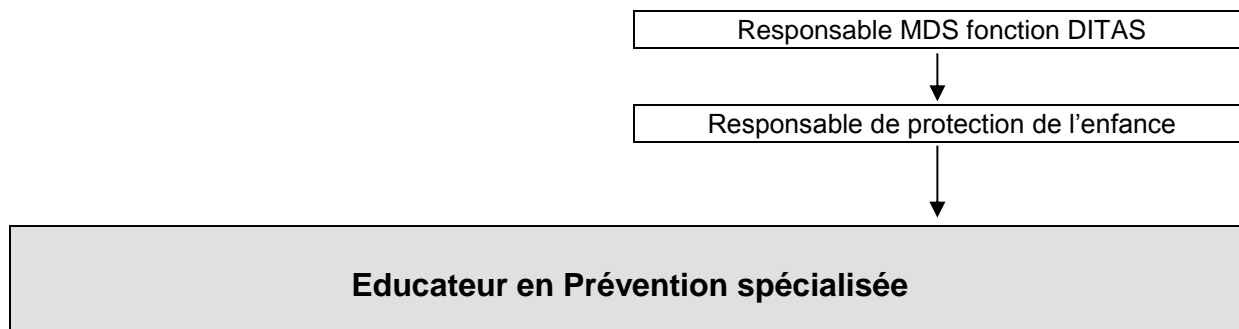 Responsable MDS fonction DITAS
Responsable de protection de l’enfance
Educateur en Prévention spécialisée